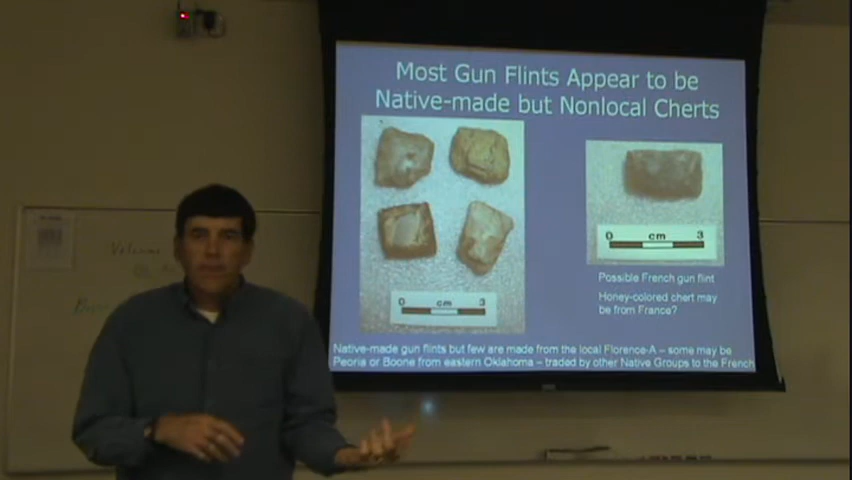 Most Gun Flints Appear to be
Native-made but Nonlocal Cherts
0 cm 3
0 cm 3
Possible French gun flint
Honey-colored chert may
be from France?
Native-made gun flints but few are made from the local Florence-A – some may be
Peoria or Boone from eastern Oklahoma – traded by other Native Groups to the French